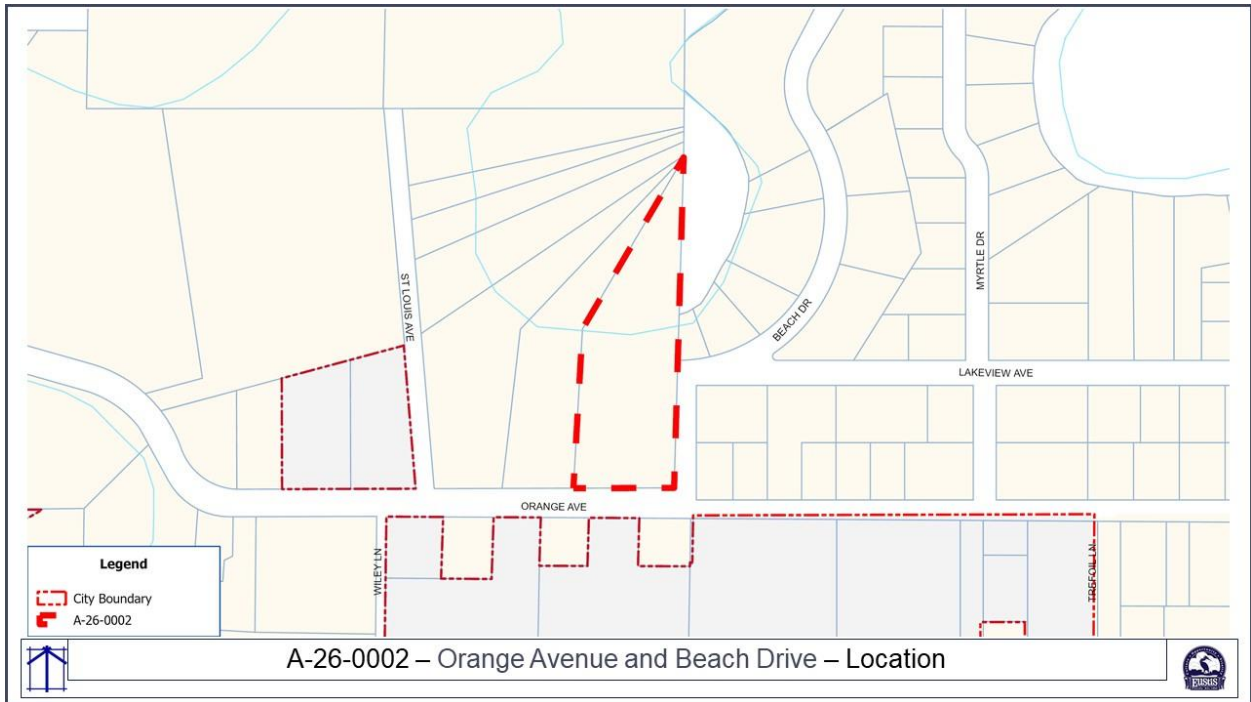 ST LOUIS AVE
BEACH DR
MYRTLE DR
LAKEVIEW AVE
ORANGE AVE
WILEY LN
TREFOIL LN
Legend
City Boundary
A-26-0002
A-26-0002 – Orange Avenue and Beach Drive – Location
EUSTIS